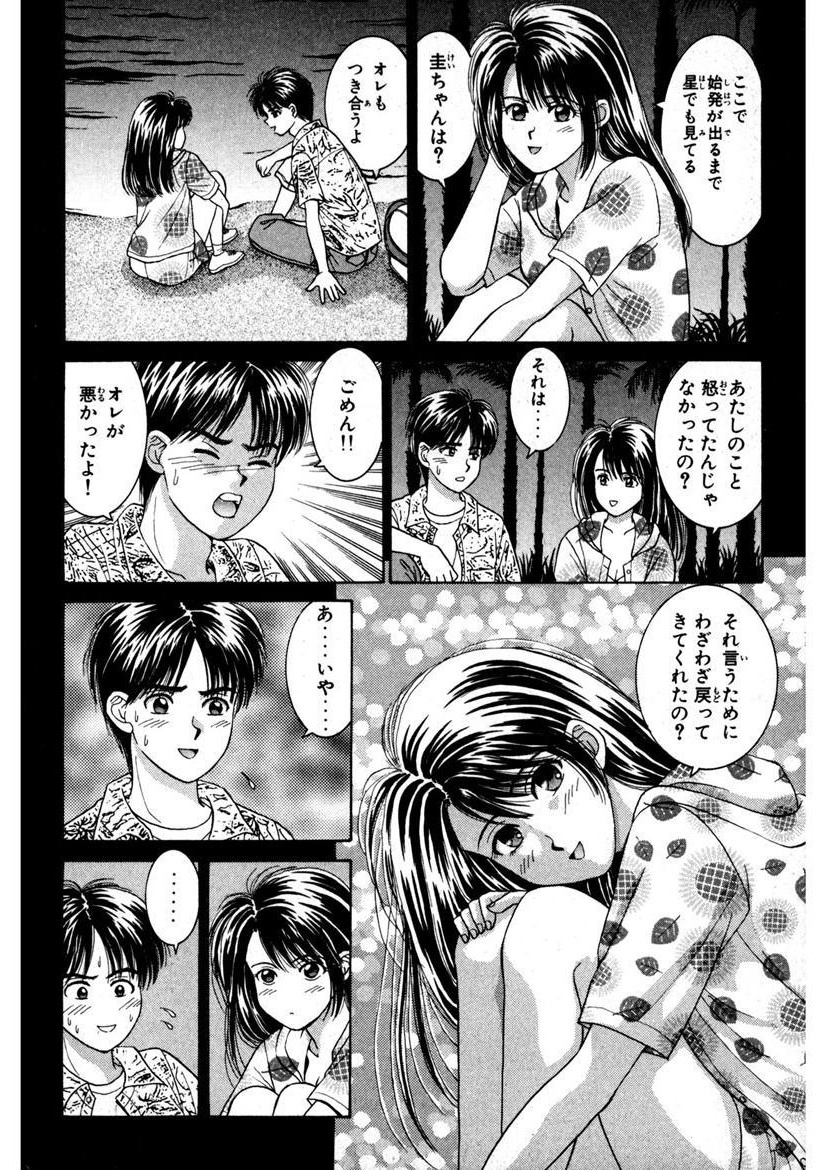 ここで
始発が出るまで
星でも見てる
圭ちゃんは?
オレも
つき合うよ
あたしのこと
怒ってたんじゃ
なかったの?
それは‥‥
ごめん!!
オレが
悪かったよ!
それ言うために
わざわざ戻って
きてくれたの?
あ‥‥いや‥‥
‥‥